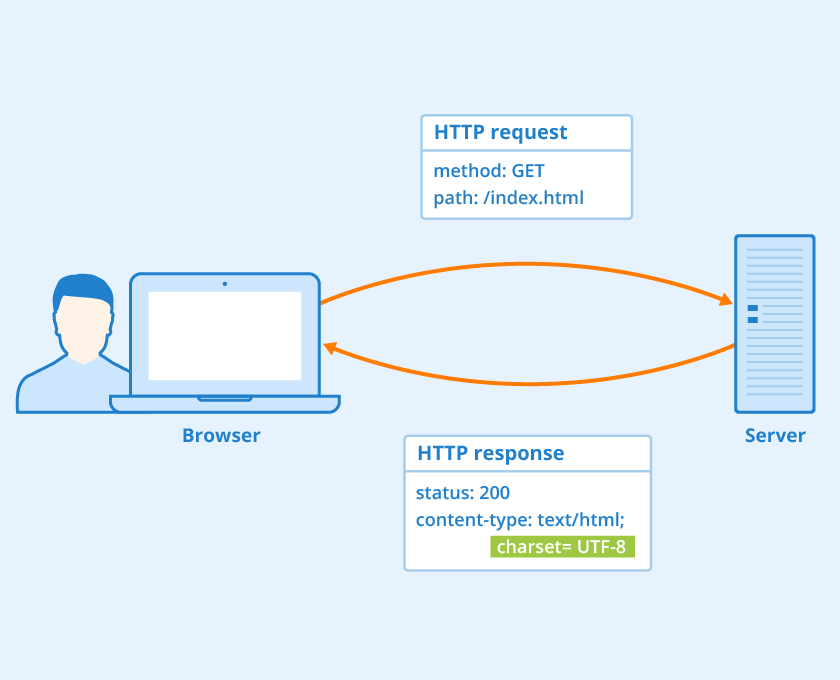 HTTP request
method: GET
path: /index.html
Browser
Server
HTTP response
status: 200
content-type: text/html;
charset= UTF-8